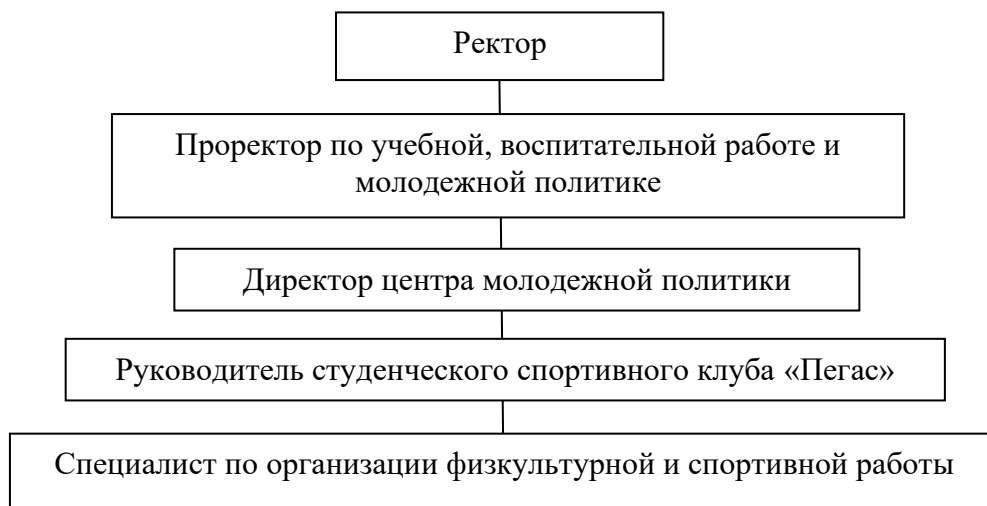 Ректор
Проректор по учебной, воспитательной работе и
молодежной политике
Директор центра молодежной политики
Руководитель студенческого спортивного клуба «Пегас»
Специалист по организации физкультурной и спортивной работы